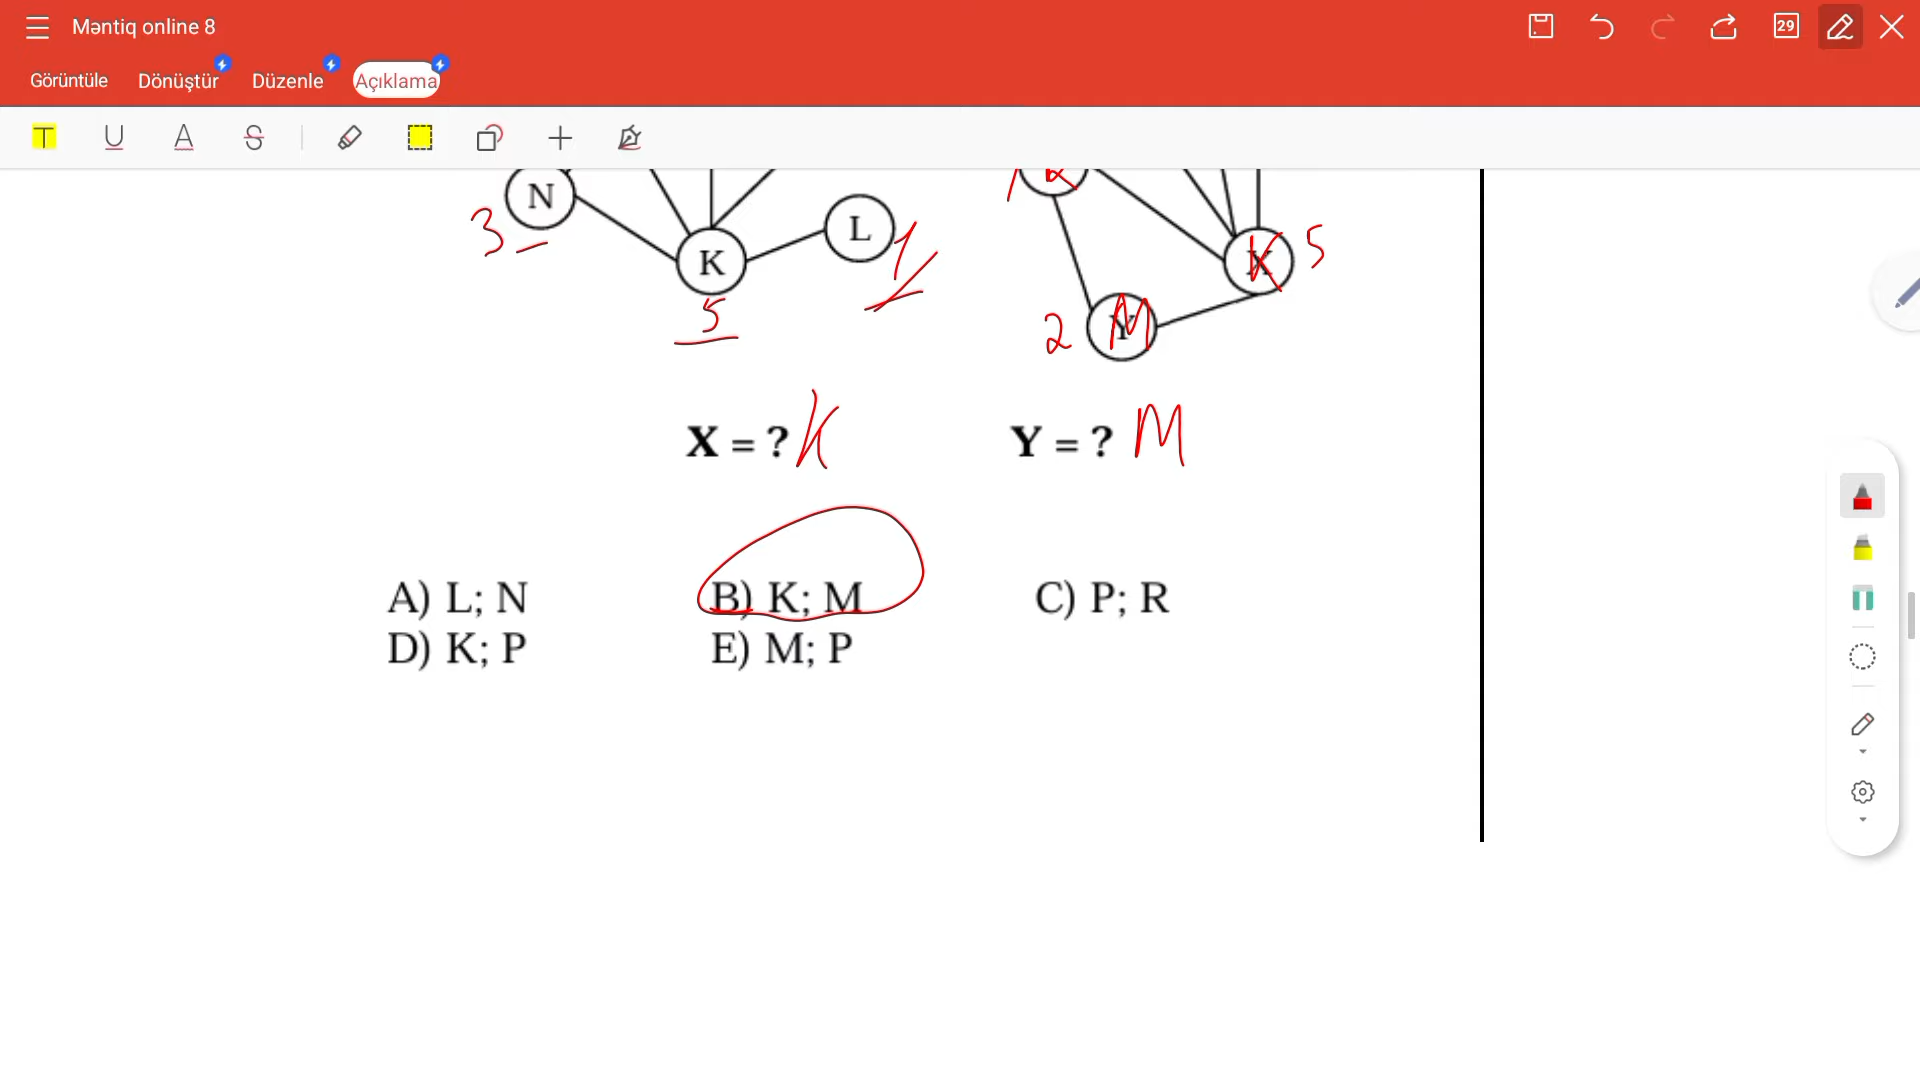 Məntiq online 8
29
Görüntüle Dönüştür Düzenle Açıklama
T U A S
N
3
K
5
L
1
K 5
2 M
X = ? K Y = ? M
A) L; N B) K; M C) P; R
D) K; P E) M; P